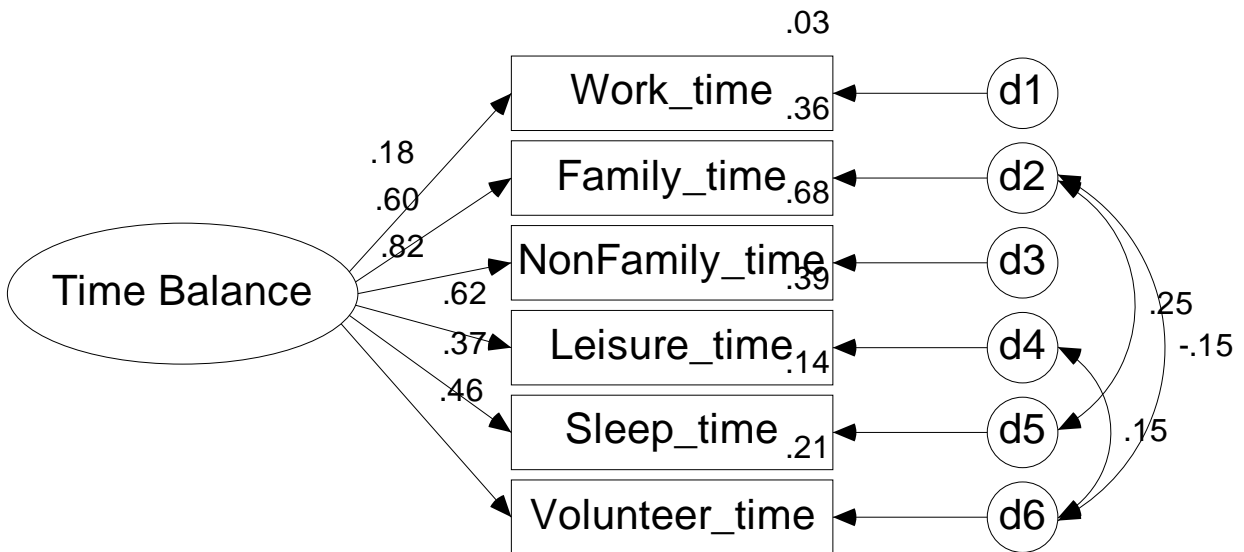 .03
Work_time
d1
.36
.18
Family_time
d2
.60
.68
.82
NonFamily_time
d3
Time Balance
.62
.39
.25
.37
Leisure_time
d4
-.15
.14
.46
Sleep_time
d5
.15
.21
Volunteer_time
d6